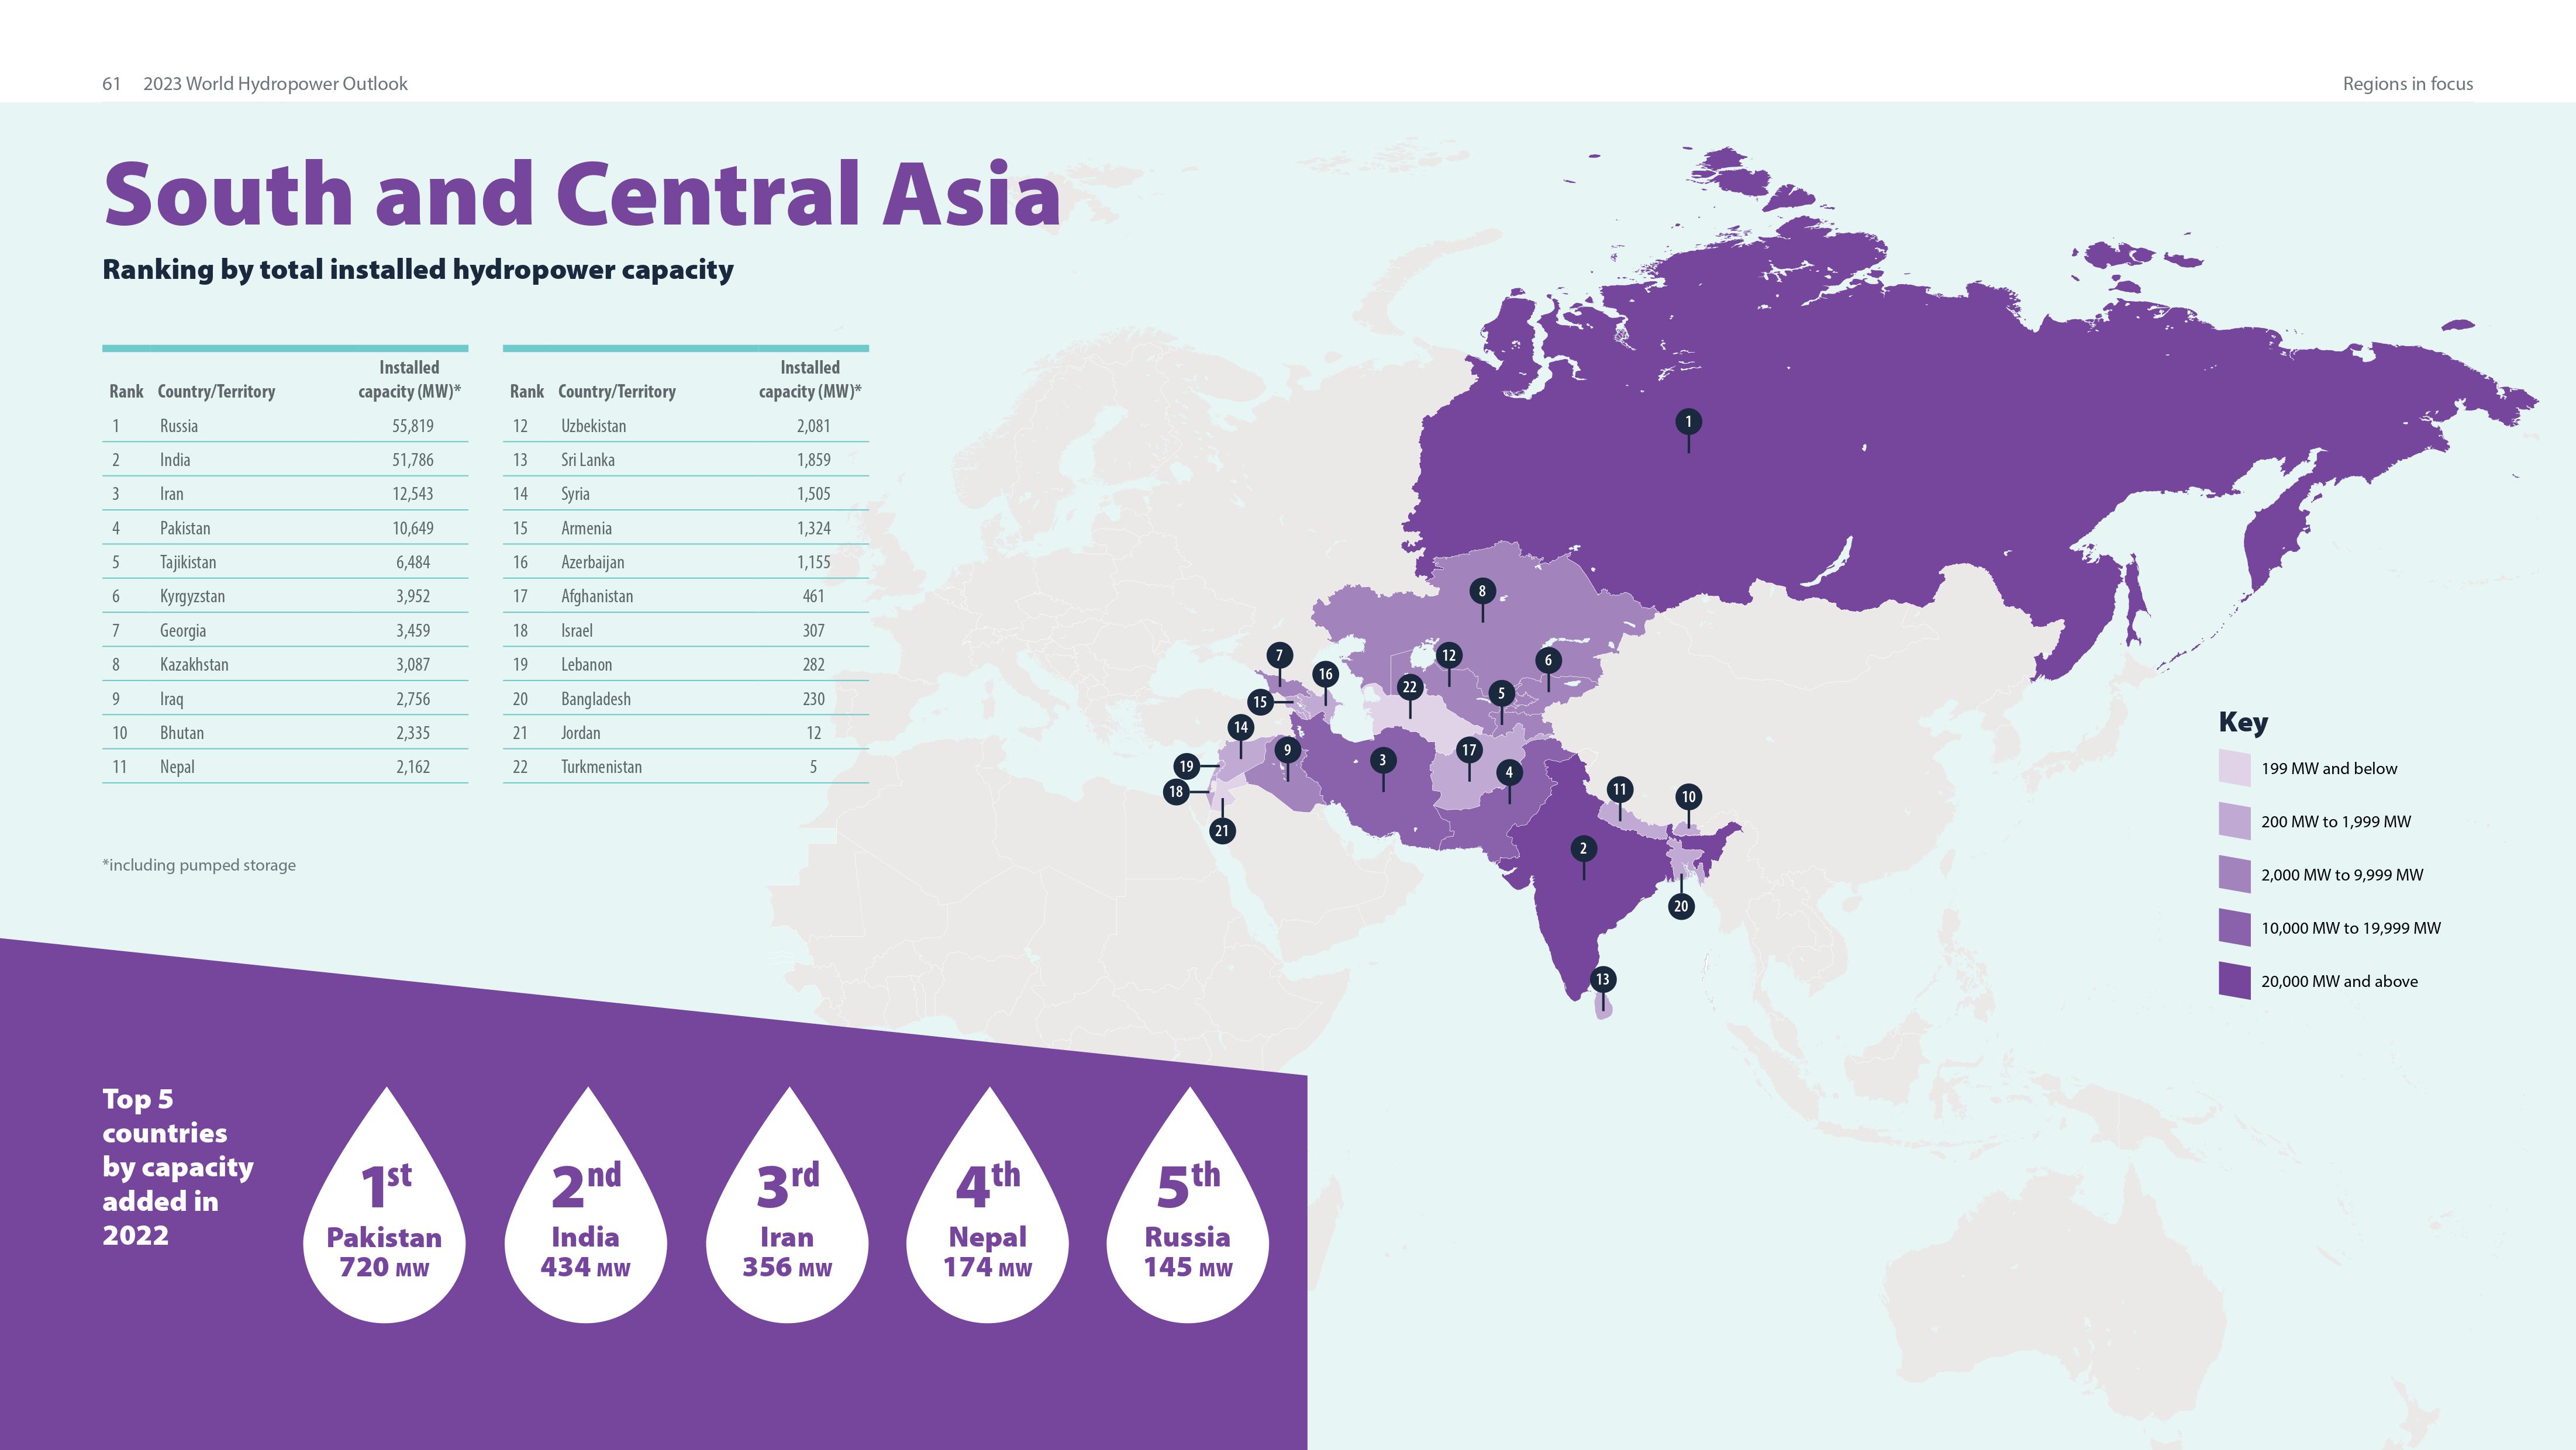 61 2023 World Hydropower Outlook
Regions in focus
South and Central Asia
Ranking by total installed hydropower capacity
Rank Country/Territory Installed capacity (MW)*
1 Russia 55,819
2 India 51,786
3 Iran 12,543
4 Pakistan 10,649
5 Tajikistan 6,484
6 Kyrgyzstan 3,952
7 Georgia 3,459
8 Kazakhstan 3,087
9 Iraq 2,756
10 Bhutan 2,335
11 Nepal 2,162
Rank Country/Territory Installed capacity (MW)*
12 Uzbekistan 2,081
13 Sri Lanka 1,859
14 Syria 1,505
15 Armenia 1,324
16 Azerbaijan 1,155
17 Afghanistan 461
18 Israel 307
19 Lebanon 282
20 Bangladesh 230
21 Jordan 12
22 Turkmenistan 5
*including pumped storage
1
8
7
12
6
16
22
5
15
14
9
17
3
19
4
18
11
10
21
2
20
13
Key
199 MW and below
200 MW to 1,999 MW
2,000 MW to 9,999 MW
10,000 MW to 19,999 MW
20,000 MW and above
Top 5
countries
by capacity
added in
2022
1st
Pakistan
720 MW
2nd
India
434 MW
3rd
Iran
356 MW
4th
Nepal
174 MW
5th
Russia
145 MW